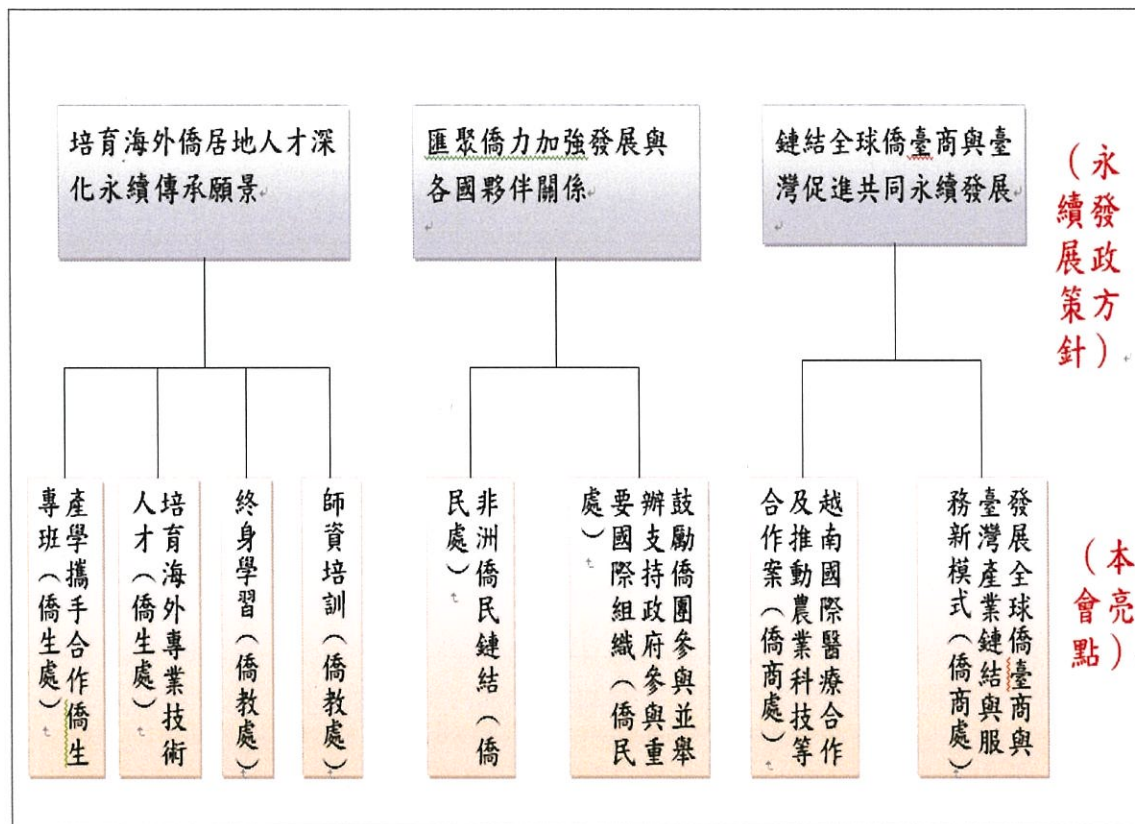 培育海外僑居地人才深
化永續傳承願景
匯聚僑力加強發展與
各國夥伴關係
鏈結全球僑臺商與臺
灣促進共同永續發展
（永
續發
展政
策方
針）
產學攜手合作僑生
專班（僑生處）
培育海外專業技術
人才（僑生處）
終身學習（僑教處）
師資培訓（僑教處）
非洲僑民鏈結（僑
民處）
鼓勵僑團參與並舉
辦支持政府參與重
要國際組織（僑民
處）
越南國際醫療合作
及推動農業科技等
合作案（僑商處）
發展全球僑臺商與
臺灣產業鏈結與服
務新模式（僑商處）
（本
會亮
點）